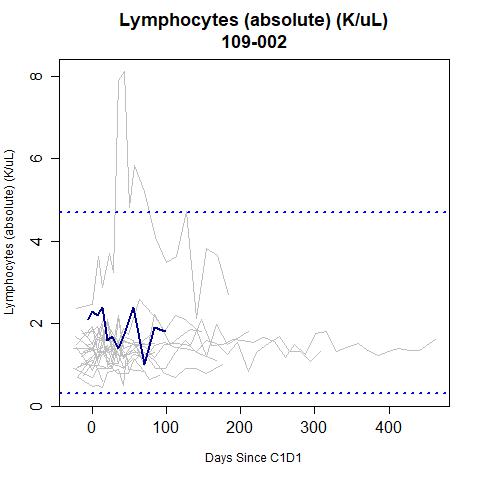 Lymphocytes (absolute) (K/uL)
109-002
Lymphocytes (absolute) (K/uL)
8
6
4
2
0
0 100 200 300 400
Days Since C1D1